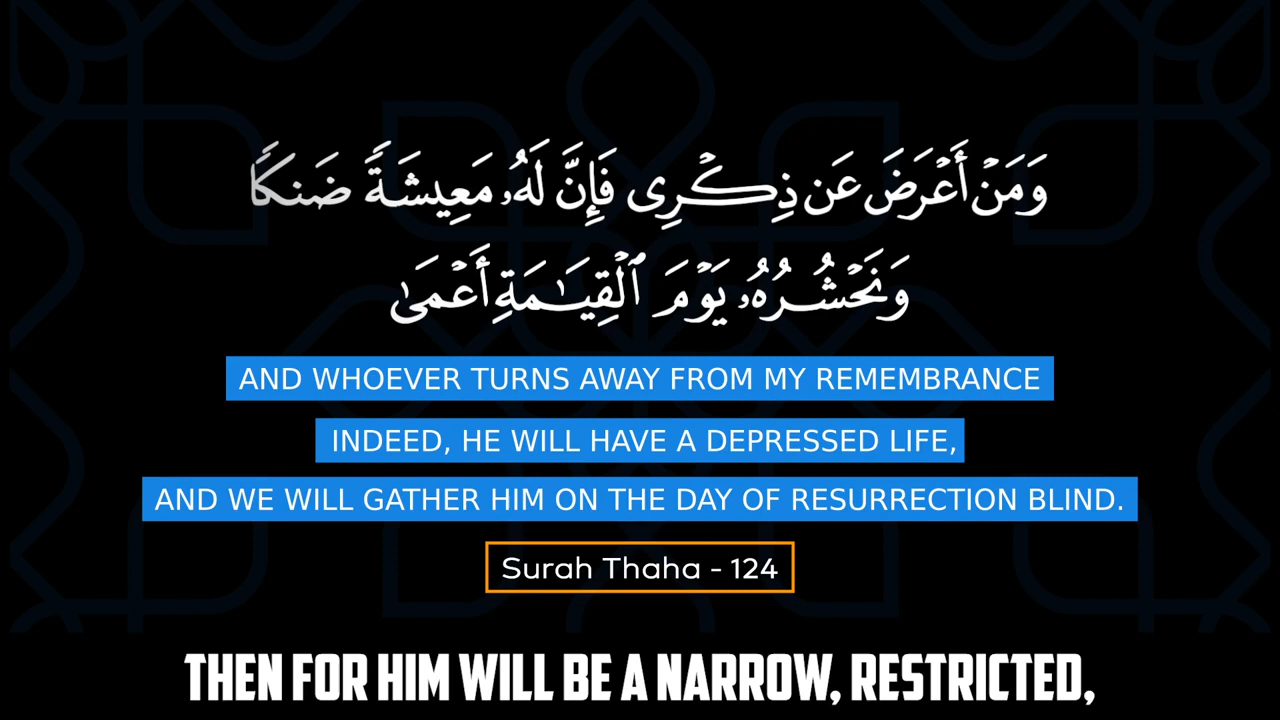 وَمَنْ أَعْرَضَ عَن ذِكْرِى فَإِنَّ لَهُۥ مَعِيشَةً ضَنكًا
وَنَحْشُرُهُۥ يَوْمَ ٱلْقِيَـٰمَةِ أَعْمَىٰ
AND WHOEVER TURNS AWAY FROM MY REMEMBRANCE
INDEED, HE WILL HAVE A DEPRESSED LIFE,
AND WE WILL GATHER HIM ON THE DAY OF RESURRECTION BLIND.
Surah Thaha - 124
THEN FOR HIM WILL BE A NARROW, RESTRICTED,